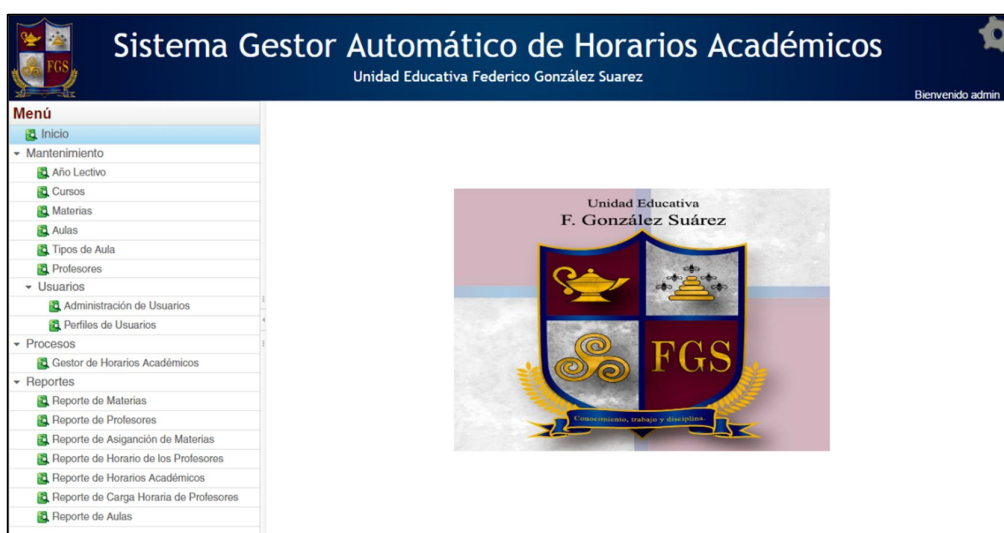 FGS
Sistema Gestor Automático de Horarios Académicos
Unidad Educativa Federico González Suarez
Bienvenido admin
Menú
Inicio
Mantenimiento
Año Lectivo
Cursos
Materias
Aulas
Tipos de Aula
Profesores
Usuarios
Administración de Usuarios
Perfiles de Usuarios
Procesos
Gestor de Horarios Académicos
Reportes
Reporte de Materias
Reporte de Profesores
Reporte de Asiganción de Materias
Reporte de Horario de los Profesores
Reporte de Horarios Académicos
Reporte de Carga Horaria de Profesores
Reporte de Aulas
Unidad Educativa
F. González Suárez
FGS
Conocimiento, trabajo y disciplina.